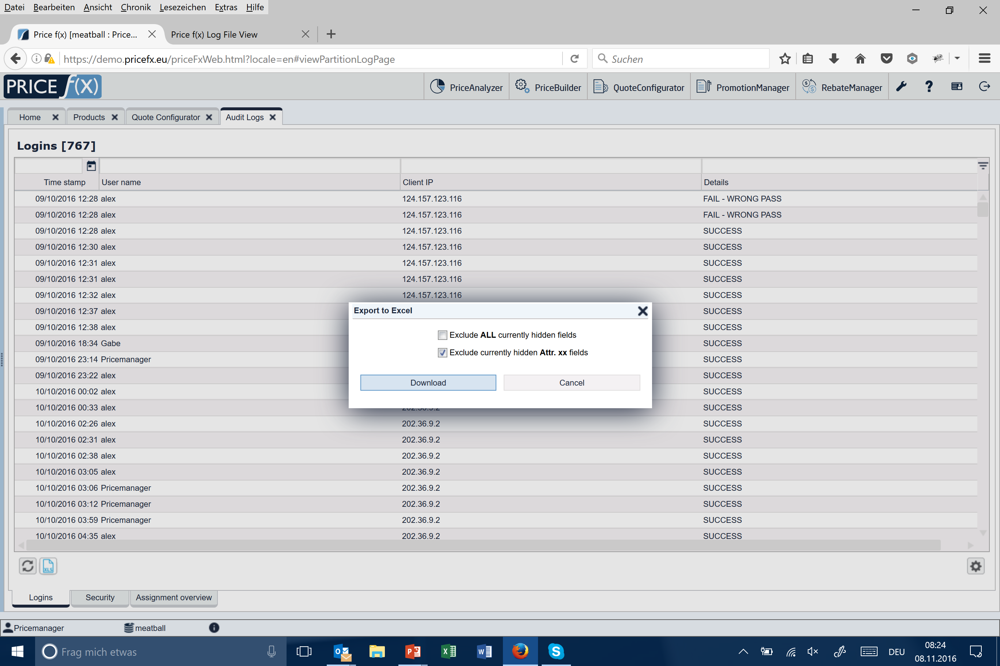 Datei Bearbeiten Ansicht Chronik Lesezeichen Extras Hilfe
Price f(x) [meatball : Price... Price f(x) Log File View
https://demo.pricefx.eu/priceFxWeb.html?locale=en#viewPartitionLogPage Suchen
PRICE f(X) PriceAnalyzer PriceBuilder QuoteConfigurator PromotionManager RebateManager
Home Products Quote Configurator Audit Logs
Logins [767]
Time stamp User name Client IP Details
09/10/2016 12:28 alex 124.157.123.116 FAIL - WRONG PASS
09/10/2016 12:28 alex 124.157.123.116 FAIL - WRONG PASS
09/10/2016 12:28 alex 124.157.123.116 SUCCESS
09/10/2016 12:30 alex 124.157.123.116 SUCCESS
09/10/2016 12:31 alex 124.157.123.116 SUCCESS
09/10/2016 12:31 alex 124.157.123.116 SUCCESS
09/10/2016 12:32 alex 124.157.123.116 SUCCESS
09/10/2016 12:37 alex SUCCESS
09/10/2016 12:38 alex SUCCESS
09/10/2016 18:34 Gabe SUCCESS
09/10/2016 23:14 Pricemanager SUCCESS
09/10/2016 23:22 alex SUCCESS
10/10/2016 00:02 alex SUCCESS
10/10/2016 00:33 alex 202.36.9.2 SUCCESS
10/10/2016 02:26 alex 202.36.9.2 SUCCESS
10/10/2016 02:31 alex 202.36.9.2 SUCCESS
10/10/2016 02:38 alex 202.36.9.2 SUCCESS
10/10/2016 03:05 alex 202.36.9.2 SUCCESS
10/10/2016 03:06 Pricemanager 202.36.9.2 SUCCESS
10/10/2016 03:12 Pricemanager 202.36.9.2 SUCCESS
10/10/2016 03:59 Pricemanager 202.36.9.2 SUCCESS
10/10/2016 04:35 alex 202.36.9.2 SUCCESS
Export to Excel
Exclude ALL currently hidden fields
Exclude currently hidden Attr. xx fields
Download Cancel
XLS
Logins Security Assignment overview
Pricemanager meatball
Frag mich etwas DEU 08:24
08.11.2016